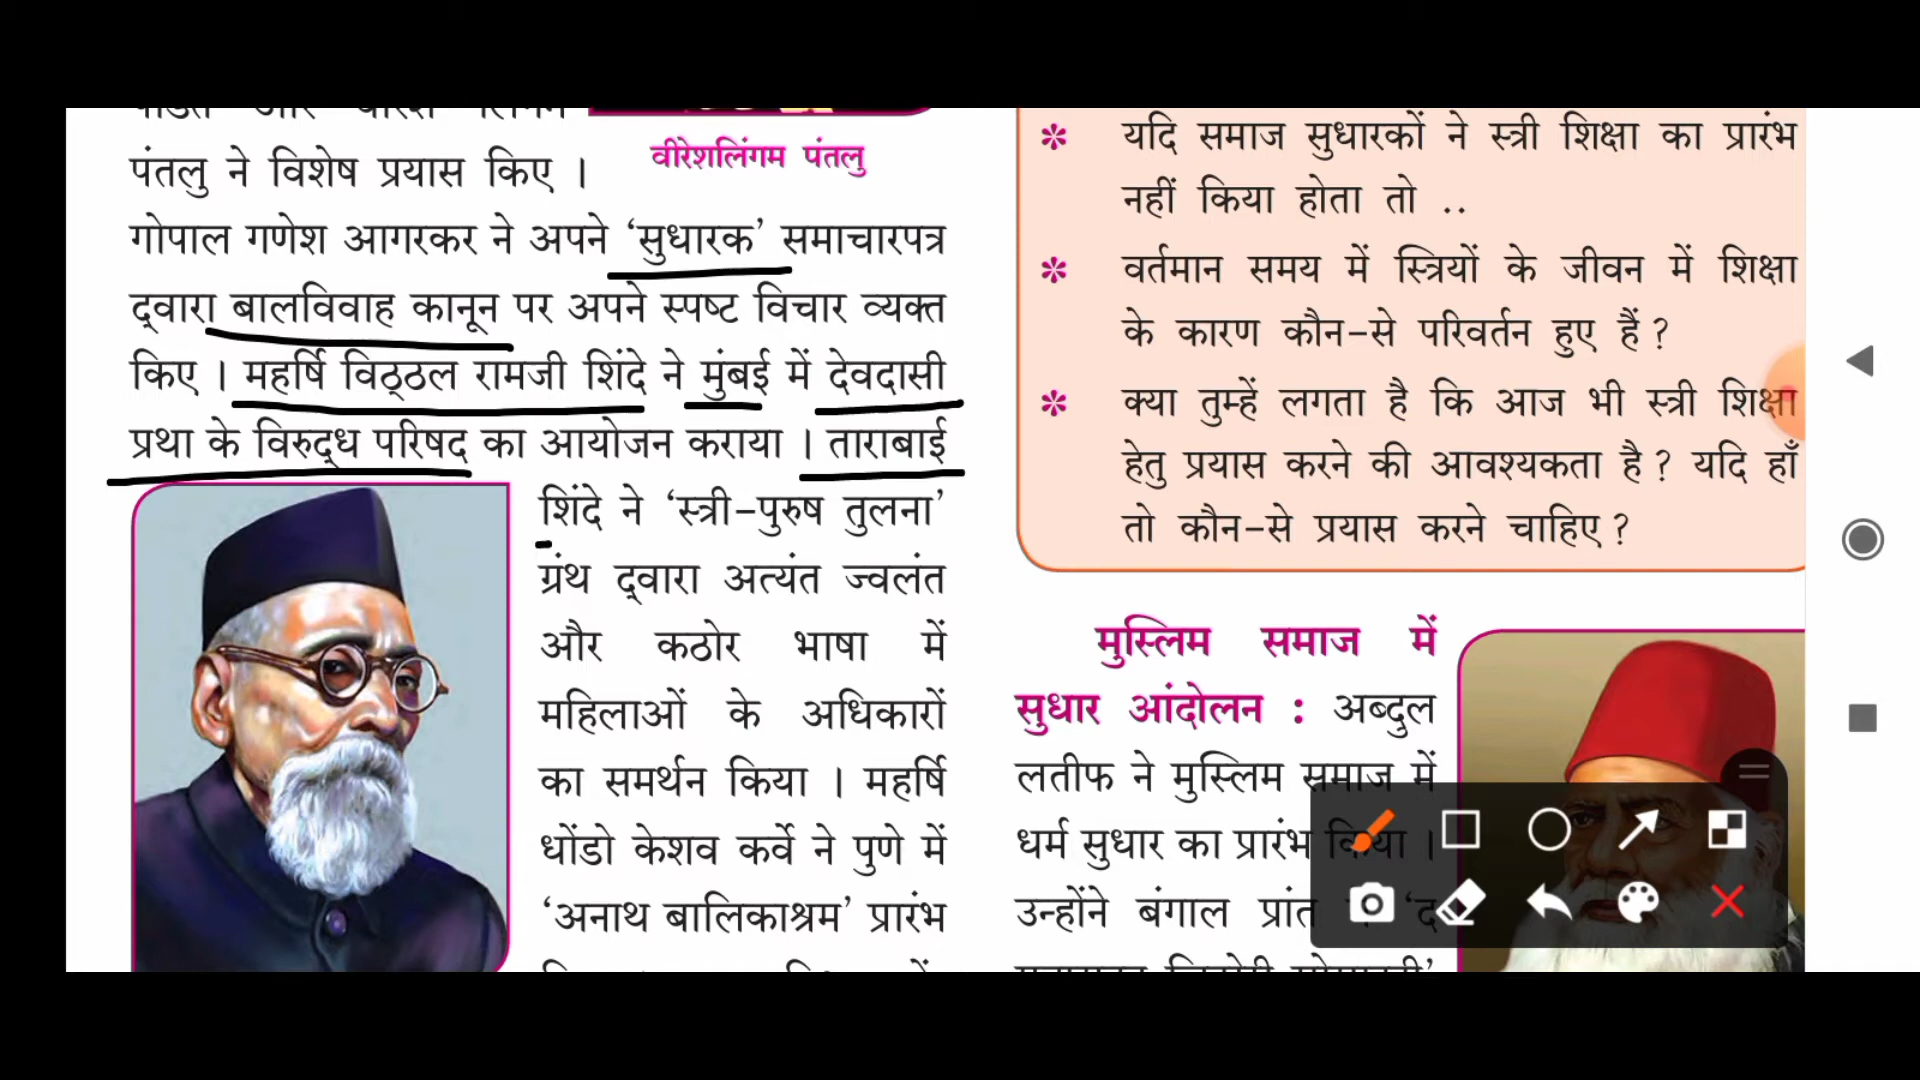 पंतलु ने विशेष प्रयास किए ।
वीरेशलिंगम पंतलु
गोपाल गणेश आगरकर ने अपने ‘सुधारक’ समाचारपत्र
द्‌वारा बालविवाह कानून पर अपने स्पष्ट विचार व्यक्त
किए । महर्षि विठ्‌ठल रामजी शिंदे ने मुंबई में देवदासी
प्रथा के विरुद्‌ध परिषद का आयोजन कराया । ताराबाई
शिंदे ने ‘स्त्री-पुरुष तुलना’
ग्रंथ द्‌वारा अत्यंत ज्वलंत
और कठोर भाषा में
महिलाओं के अधिकारों
का समर्थन किया । महर्षि
धोंडो केशव कर्वे ने पुणे में
‘अनाथ बालिकाश्रम’ प्रारंभ
* यदि समाज सुधारकों ने स्त्री शिक्षा का प्रारंभ
नहीं किया होता तो ..
* वर्तमान समय में स्त्रियों के जीवन में शिक्षा
के कारण कौन-से परिवर्तन हुए हैं ?
* क्या तुम्हें लगता है कि आज भी स्त्री शिक्षा
हेतु प्रयास करने की आवश्यकता है ? यदि हाँ
तो कौन-से प्रयास करने चाहिए ?
मुस्लिम समाज में
सुधार आंदोलन : अब्दुल
लतीफ ने मुस्लिम समाज में
धर्म सुधार का प्रारंभ किया ।
उन्होंने बंगाल प्रांत ‘द